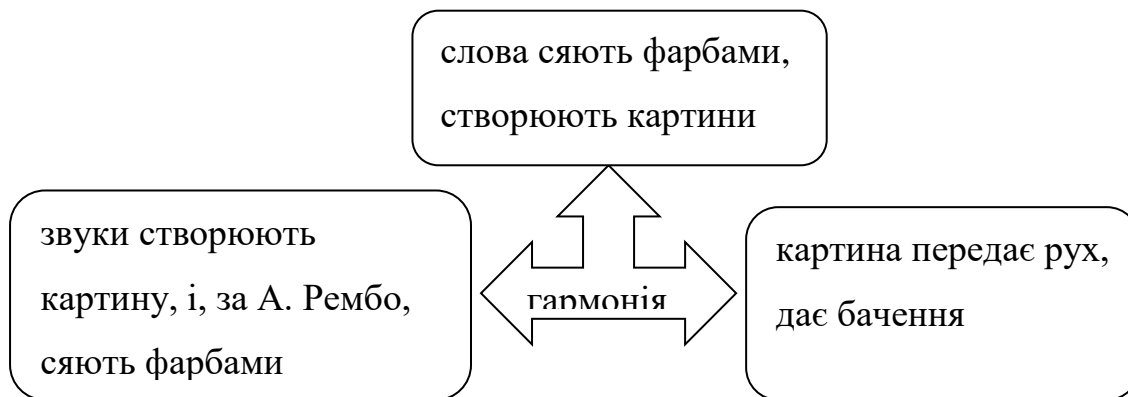 слова сяють фарбами,
створюють картини
звуки створюють
картину, і, за А. Рембо,
сяють фарбами
гармонія
картина передає рух,
дає бачення